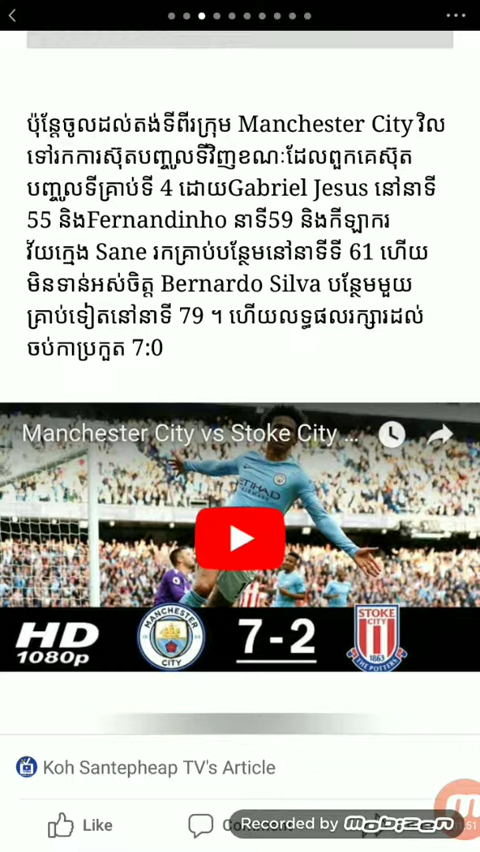 ប៉ុន្តែចូលដល់តង់ទីពីរក្រុម Manchester City វិល
ទៅរកការស៊ុតបញ្ចូលទីវិញខណៈដែលពួកគេស៊ុត
បញ្ចូលទីគ្រាប់ទី 4 ដោយGabriel Jesus នៅនាទី
55 និងFernandinho នាទី59 និងកីឡាករ
វ័យក្មេង Sane រកគ្រាប់បន្ថែមនៅនាទីទី 61 ហើយ
មិនទាន់អស់ចិត្ត Bernardo Silva បន្ថែមមួយ
គ្រាប់ទៀតនៅនាទី 79 ។ ហើយលទ្ធផលរក្សារដល់
ចប់កាប្រកួត 7:0
Manchester City vs Stoke City ...
ETIHAD
HD
1080p
MANCHESTER
CITY
7-2
STOKE
CITY
1863
THE POTTERS
Koh Santepheap TV's Article
Like
Recorded by mobizen